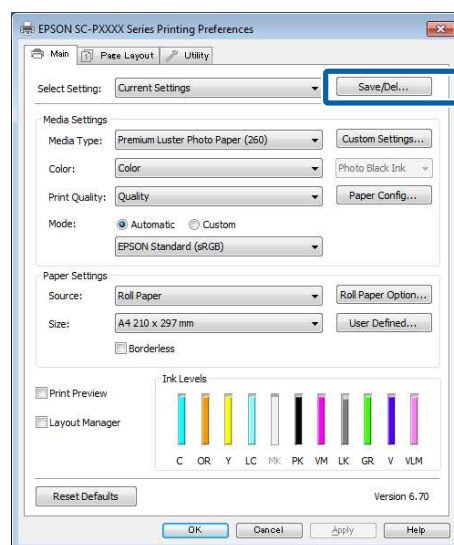 EPSON SC-PXXXX Series Printing Preferences
Main Page Layout Utility
Select Setting: Current Settings Save/Del...
Media Settings
Media Type: Premium Luster Photo Paper (260) Custom Settings...
Color: Color Photo Black Ink
Print Quality: Quality Paper Config...
Mode: Automatic Custom
EPSON Standard (sRGB)
Paper Settings
Source: Roll Paper Roll Paper Option...
Size: A4 210 x 297 mm User Defined...
Borderless
Ink Levels
Print Preview
Layout Manager
C OR Y LC MK PK VM LK GR V VLM
Reset Defaults Version 6.70
OK Cancel Apply Help